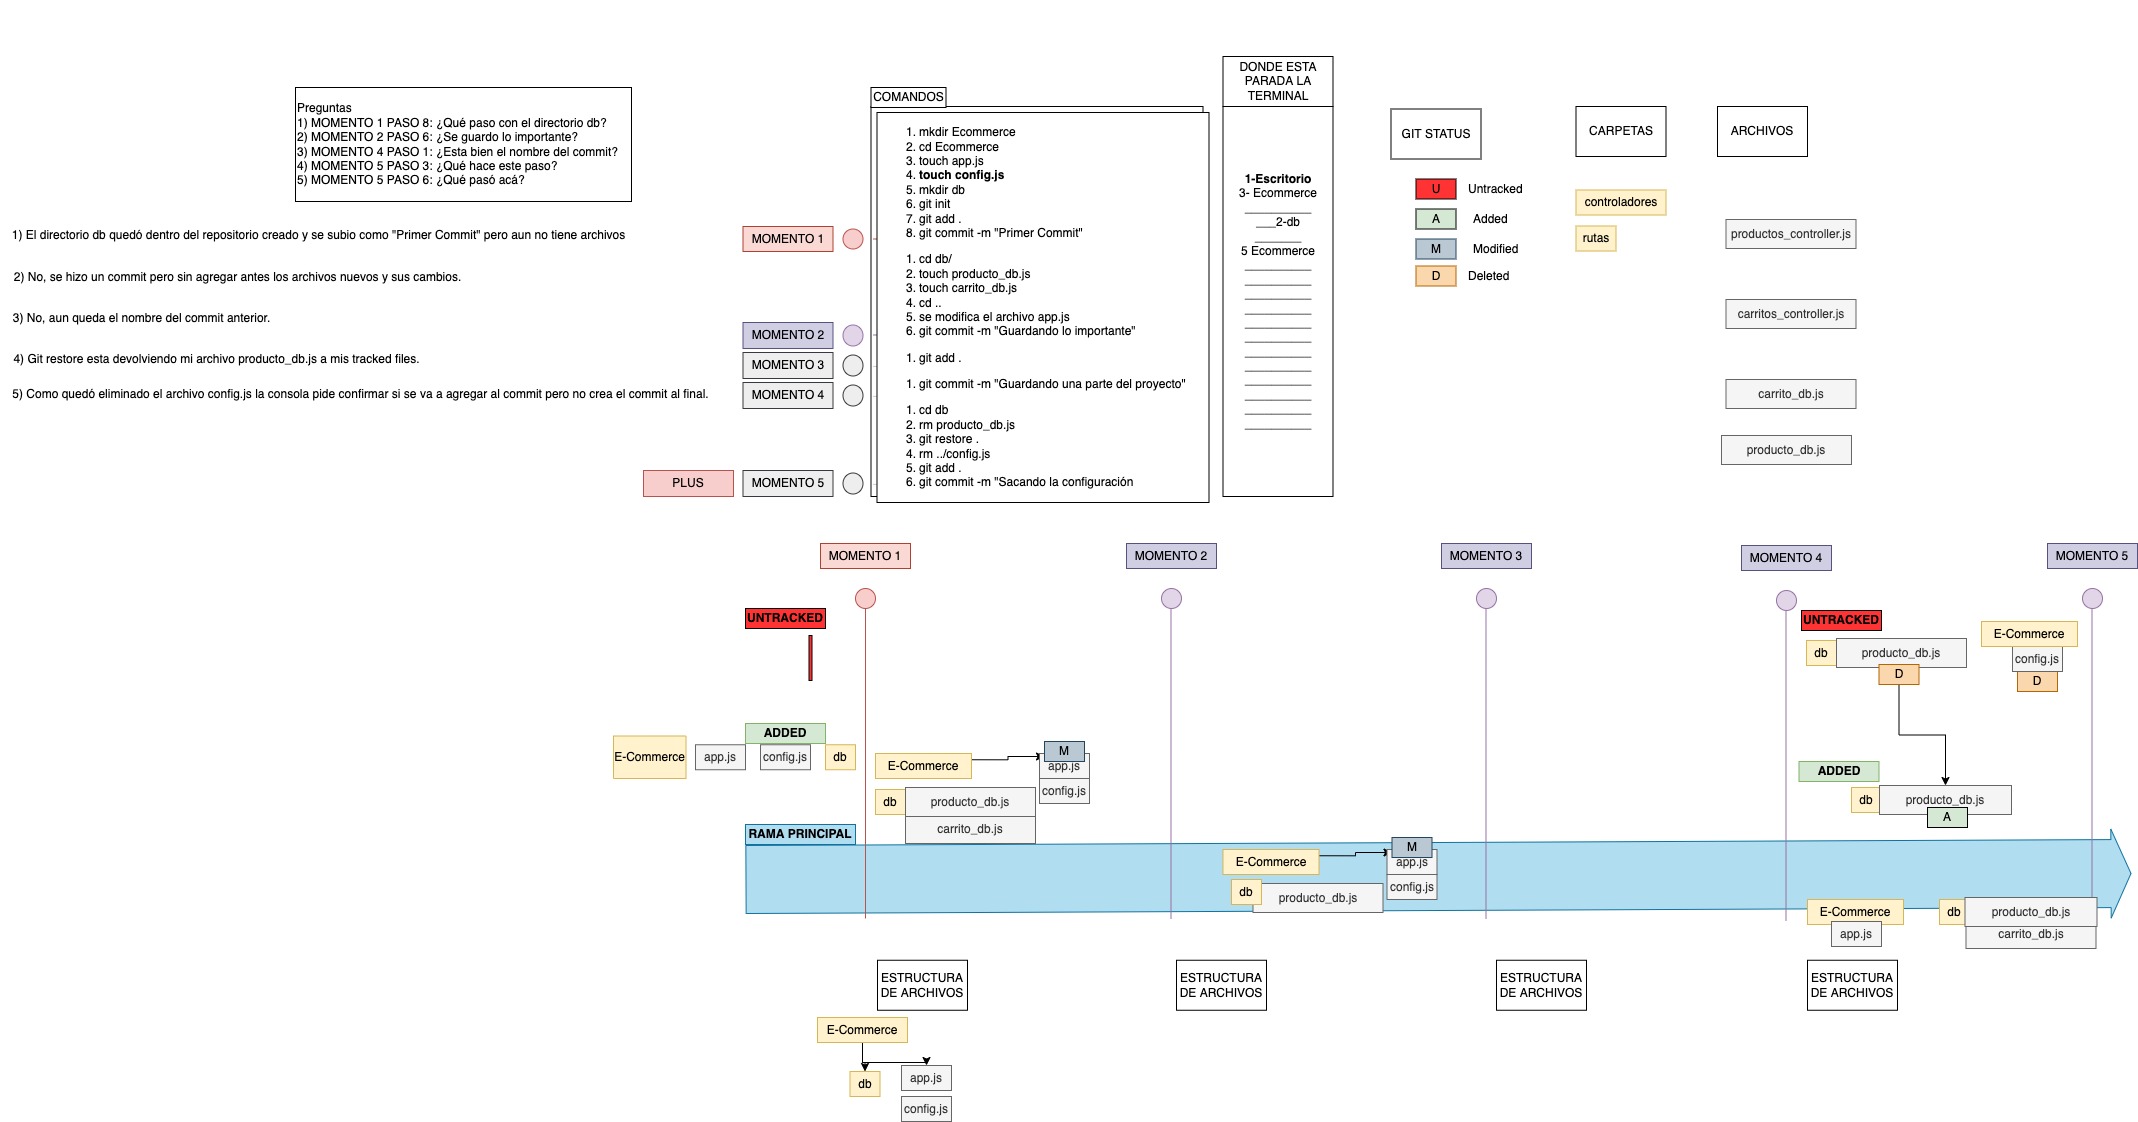 Preguntas
1) MOMENTO 1 PASO 8: ¿Qué paso con el directorio db?
2) MOMENTO 2 PASO 6: ¿Se guardo lo importante?
3) MOMENTO 4 PASO 1: ¿Esta bien el nombre del commit?
4) MOMENTO 5 PASO 3: ¿Qué hace este paso?
5) MOMENTO 5 PASO 6: ¿Qué pasó acá?
1) El directorio db quedó dentro del repositorio creado y se subio como "Primer Commit" pero aun no tiene archivos
2) No, se hizo un commit pero sin agregar antes los archivos nuevos y sus cambios.
3) No, aun queda el nombre del commit anterior.
4) Git restore esta devolviendo mi archivo producto_db.js a mis tracked files.
5) Como quedó eliminado el archivo config.js la consola pide confirmar si se va a agregar al commit pero no crea el commit al final.
MOMENTO 1
MOMENTO 2
MOMENTO 3
MOMENTO 4
PLUS
MOMENTO 5
COMANDOS
1. mkdir Ecommerce
2. cd Ecommerce
3. touch app.js
4. touch config.js
5. mkdir db
6. git init
7. git add .
8. git commit -m "Primer Commit"
1. cd db/
2. touch producto_db.js
3. touch carrito_db.js
4. cd ..
5. se modifica el archivo app.js
6. git commit -m "Guardando lo importante"
1. git add .
1. git commit -m "Guardando una parte del proyecto"
1. cd db
2. rm producto_db.js
3. git restore .
4. rm ../config.js
5. git add .
6. git commit -m "Sacando la configuración
DONDE ESTA
PARADA LA
TERMINAL
1-Escritorio
3- Ecommerce
__________
___2-db
_______
5 Ecommerce
__________
__________
__________
__________
__________
__________
__________
__________
__________
__________
__________
__________
GIT STATUS
U Untracked
A Added
M Modified
D Deleted
CARPETAS
controladores
rutas
ARCHIVOS
productos_controller.js
carritos_controller.js
carrito_db.js
producto_db.js
MOMENTO 1
MOMENTO 2
MOMENTO 3
MOMENTO 4
MOMENTO 5
UNTRACKED
ADDED
E-Commerce
app.js
config.js
db
RAMA PRINCIPAL
E-Commerce
M
app.js
config.js
db
producto_db.js
carrito_db.js
E-Commerce
M
app.js
config.js
db
producto_db.js
UNTRACKED
db
producto_db.js
D
E-Commerce
config.js
D
ADDED
db
producto_db.js
A
E-Commerce
app.js
db
producto_db.js
carrito_db.js
ESTRUCTURA
DE ARCHIVOS
ESTRUCTURA
DE ARCHIVOS
ESTRUCTURA
DE ARCHIVOS
ESTRUCTURA
DE ARCHIVOS
E-Commerce
db
app.js
config.js